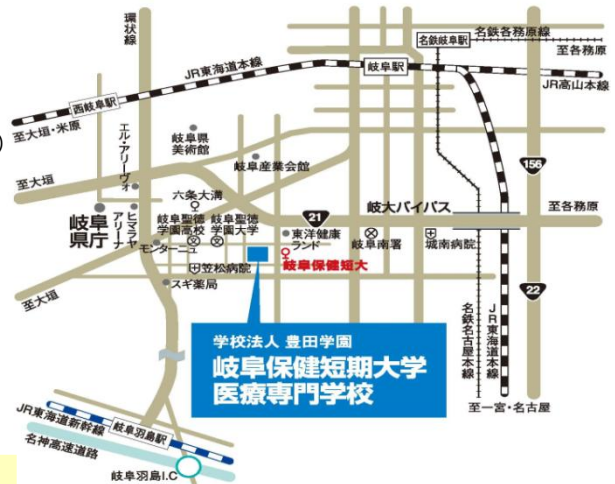 環状線
名鉄岐阜駅
名鉄各務原線
至各務原
JR東海道本線
岐阜駅
JR高山本線
西岐阜駅
至大垣・米原
エル・アリーヴォ
岐阜県
美術館
岐阜産業会館
156
至大垣
六条大溝
21
岐大バイパス
至各務原
岐阜県庁
ヒマラヤ
アリーナ
岐阜聖徳
学園高校
岐阜聖徳
学園大学
東洋健康
ランド
岐阜南署
城南病院
モンターニュ
岐阜保健短大
笠松病院
スギ薬局
至大垣
22
名鉄名古屋本線
JR東海道本線
学校法人 豊田学園
岐阜保健短期大学
医療専門学校
至一宮・名古屋
JR東海道新幹線
岐阜羽島駅
名神高速道路
岐阜羽島I.C